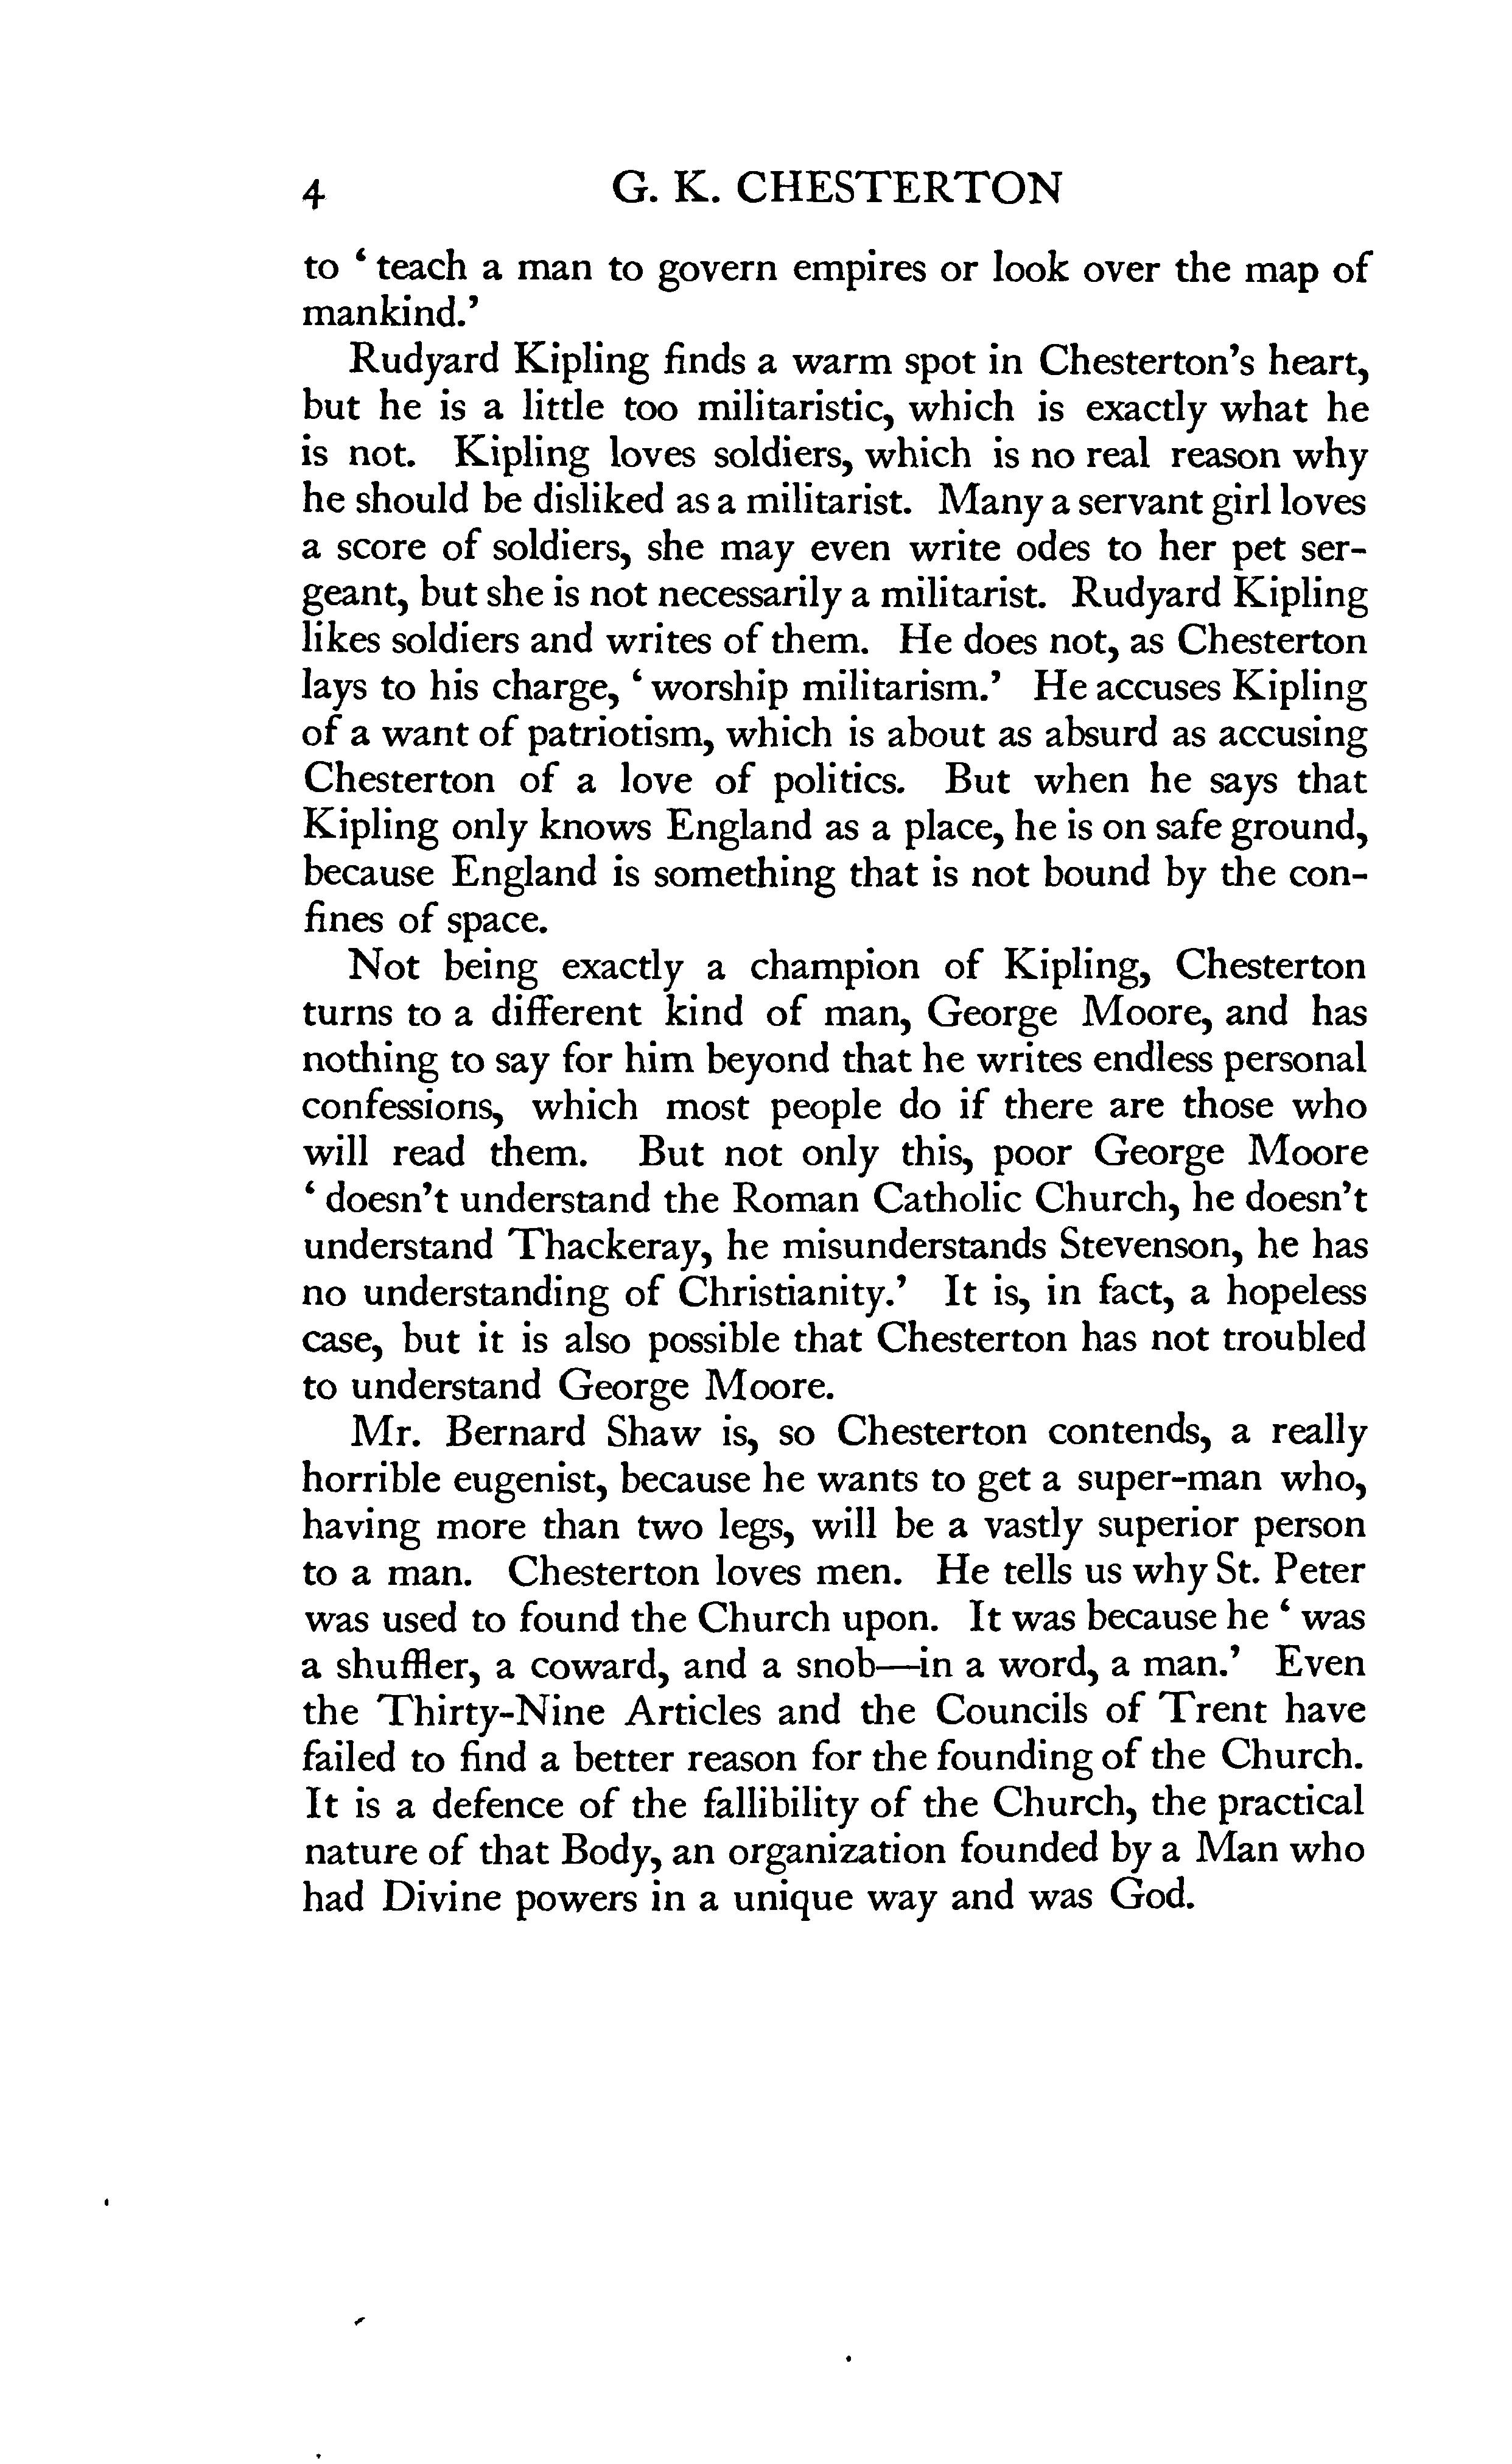 4 G. K. CHESTERTON
to ‘ teach a man to govern empires or look over the map of
mankind.’
Rudyard Kipling finds a warm spot in Chesterton’s heart,
but he is a little too militaristic, which is exactly what he
is not. Kipling loves soldiers, which is no real reason why
he should be disliked as a militarist. Many a servant girl loves
a score of soldiers, she may even write odes to her pet ser-
geant, but she is not necessarily a militarist. Rudyard Kipling
likes soldiers and writes of them. He does not, as Chesterton
lays to his charge, ‘ worship militarism.’ He accuses Kipling
of a want of patriotism, which is about as absurd as accusing
Chesterton of a love of politics. But when he says that
Kipling only knows England as a place, he is on safe ground,
because England is something that is not bound by the con-
fines of space.
Not being exactly a champion of Kipling, Chesterton
turns to a different kind of man, George Moore, and has
nothing to say for him beyond that he writes endless personal
confessions, which most people do if there are those who
will read them. But not only this, poor George Moore
‘ doesn’t understand the Roman Catholic Church, he doesn’t
understand Thackeray, he misunderstands Stevenson, he has
no understanding of Christianity.’ It is, in fact, a hopeless
case, but it is also possible that Chesterton has not troubled
to understand George Moore.
Mr. Bernard Shaw is, so Chesterton contends, a really
horrible eugenist, because he wants to get a super-man who,
having more than two legs, will be a vastly superior person
to a man. Chesterton loves men. He tells us why St. Peter
was used to found the Church upon. It was because he ‘ was
a shuffler, a coward, and a snob—in a word, a man.’ Even
the Thirty-Nine Articles and the Councils of Trent have
failed to find a better reason for the founding of the Church.
It is a defence of the fallibility of the Church, the practical
nature of that Body, an organization founded by a Man who
had Divine powers in a unique way and was God.